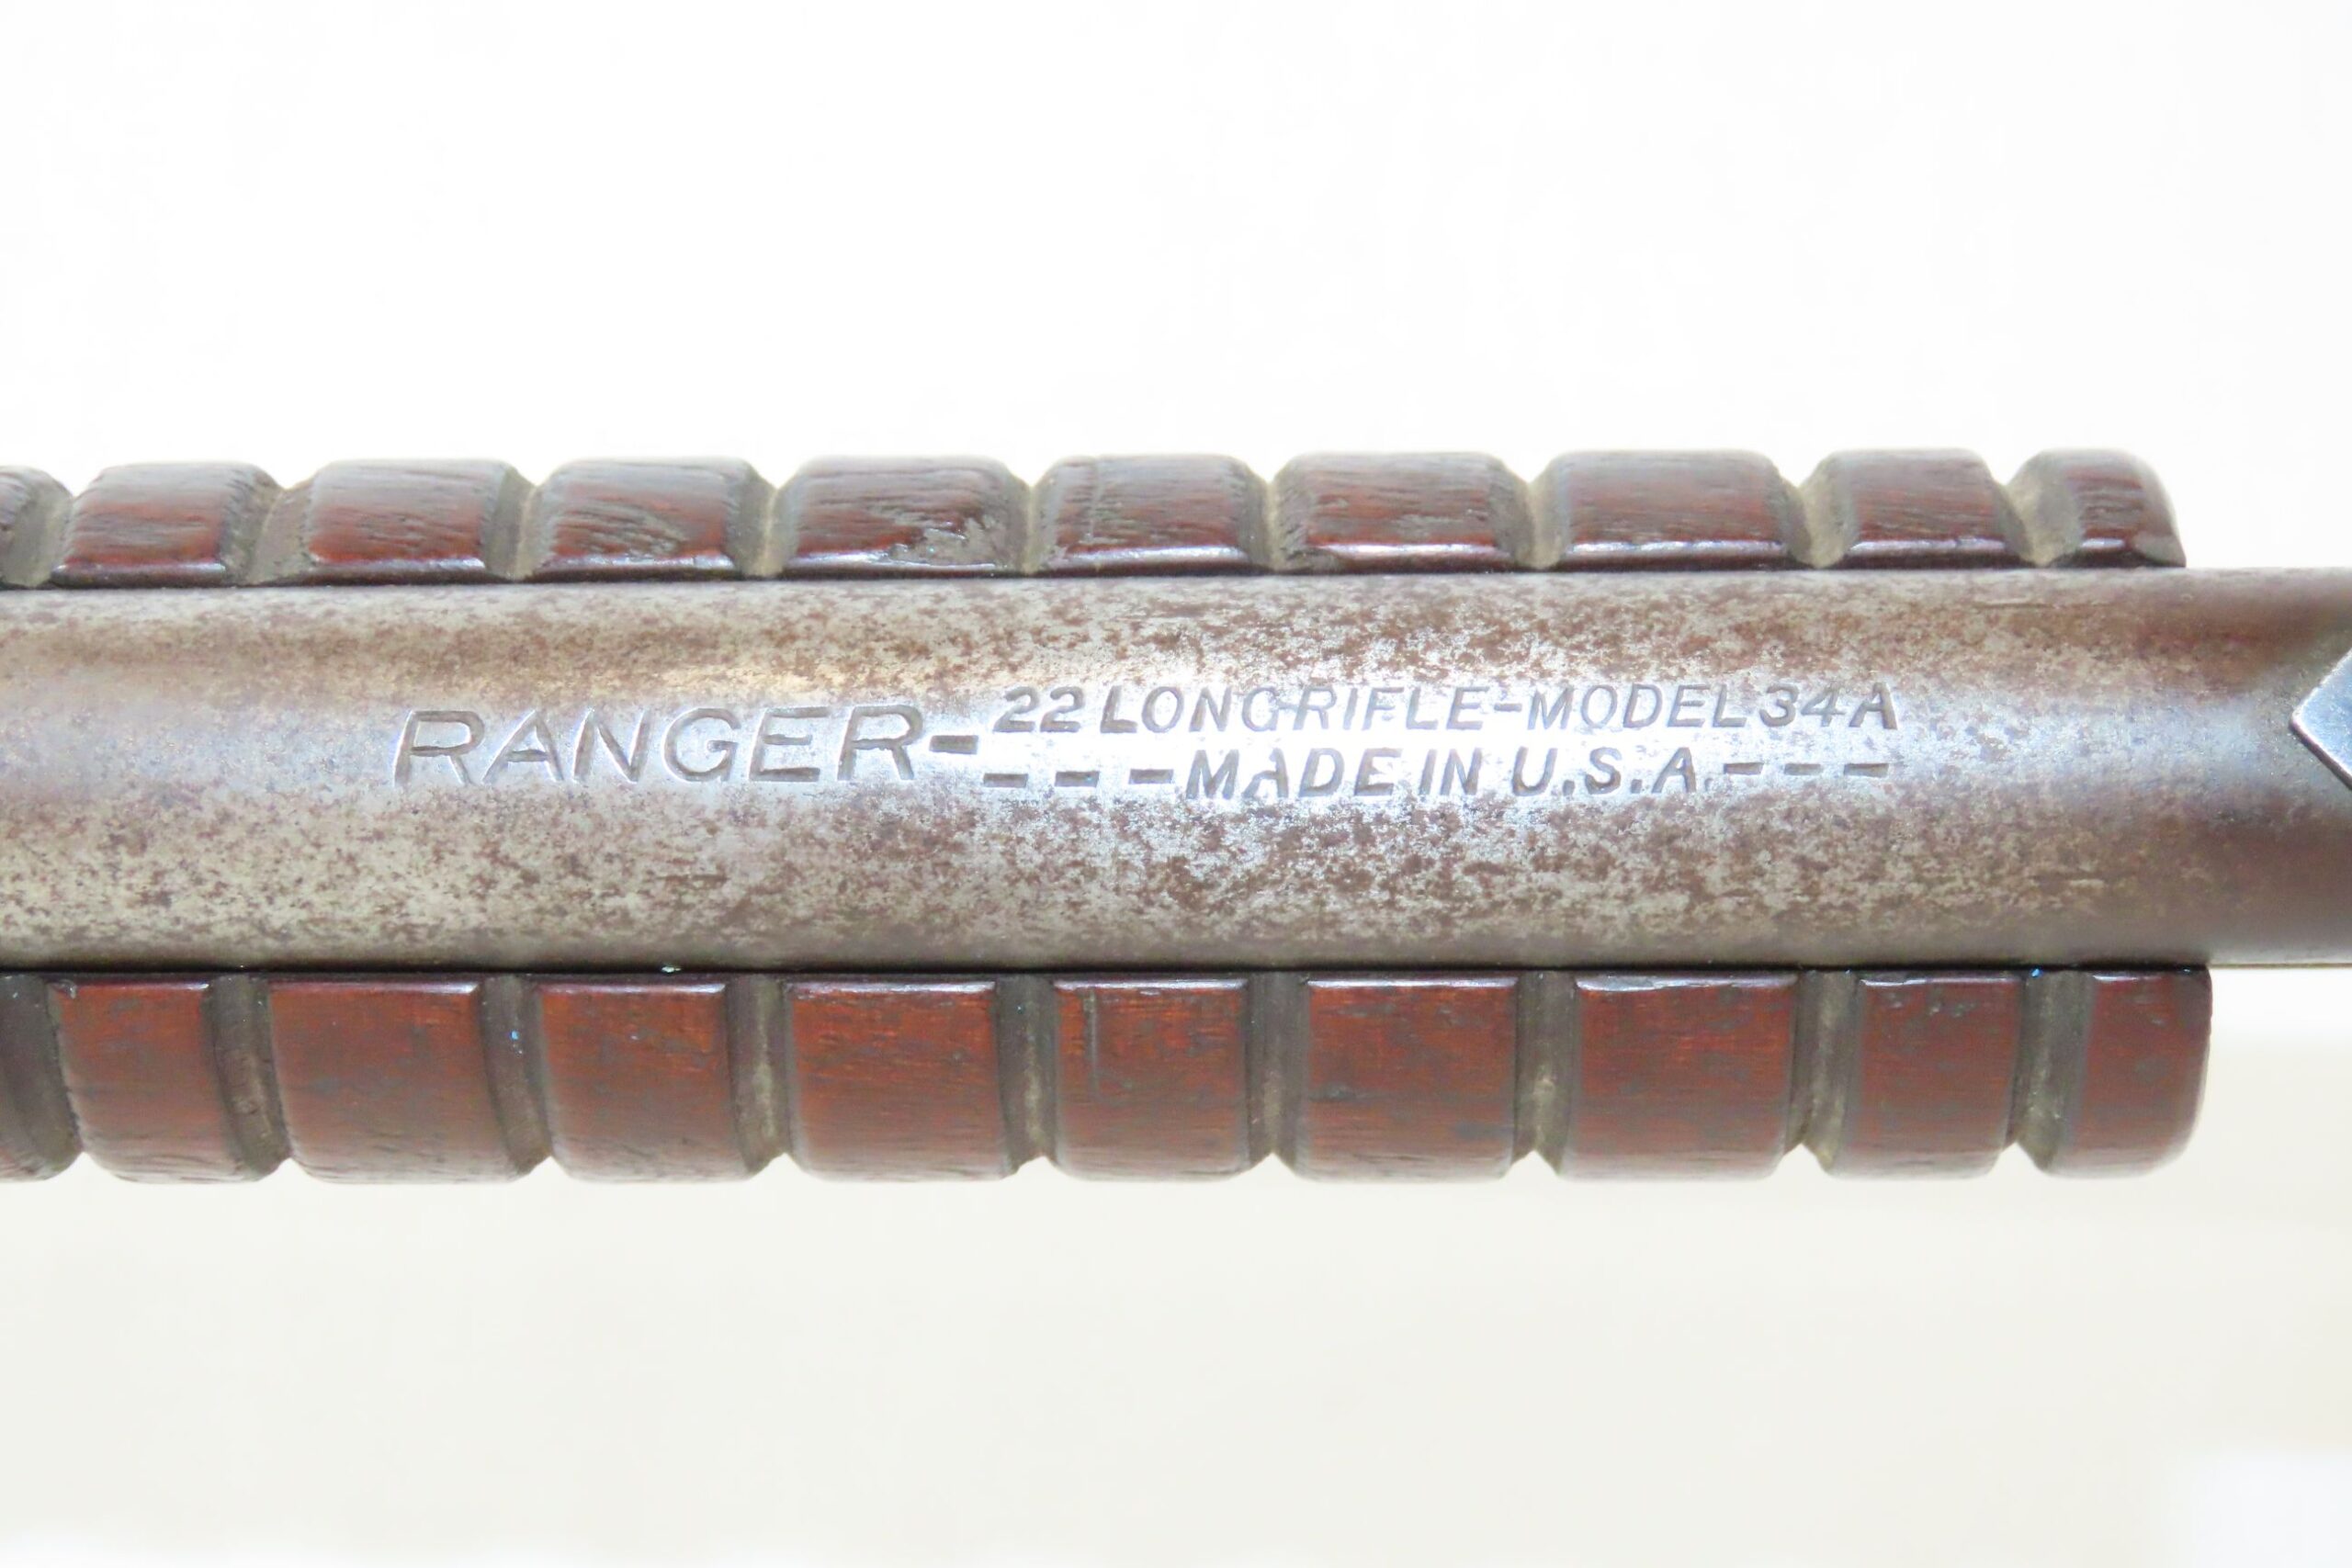 RANGER-22 LONG RIFLE-MODEL 34A
---MADE IN U.S.A.---